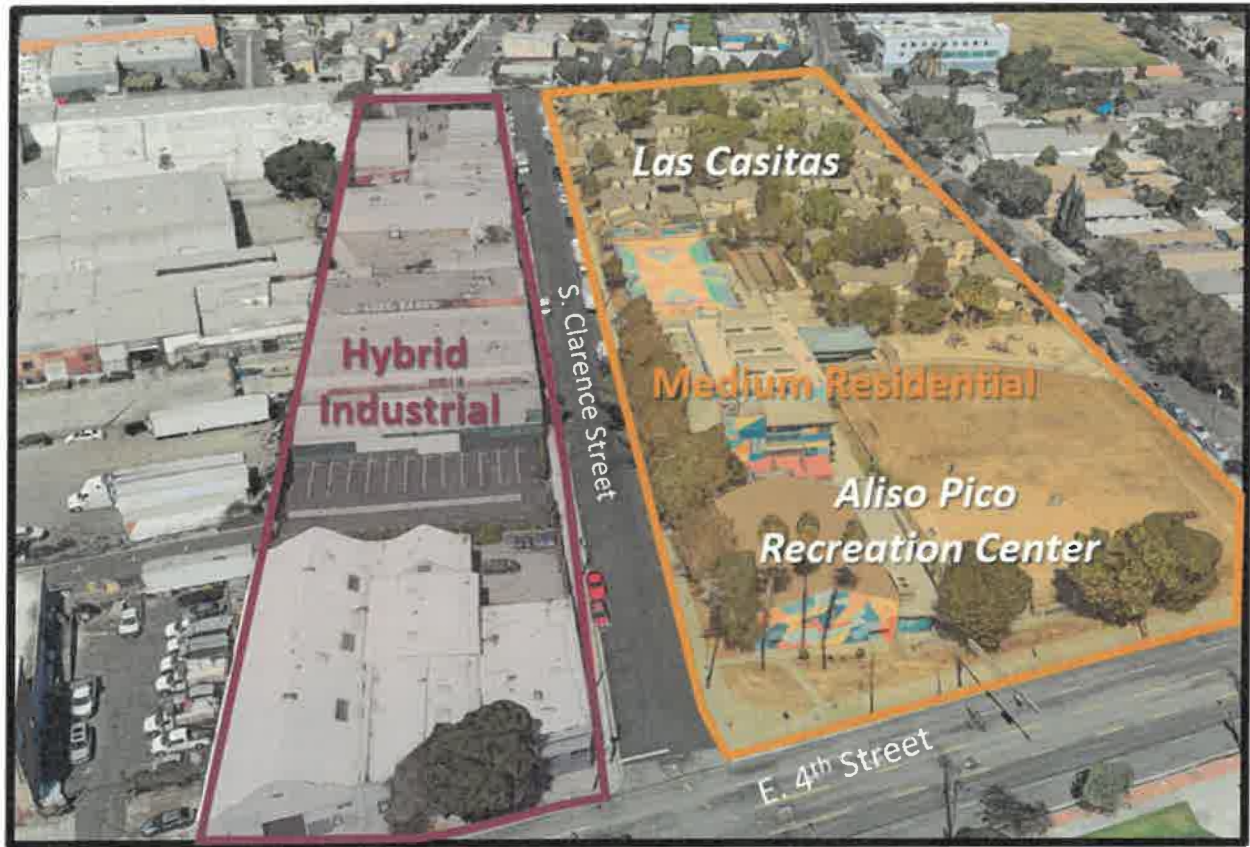 Las Casitas
S. Clarence Street
Hybrid
Industrial
Medium Residential
Aliso Pico
Recreation Center
E. 4th Street